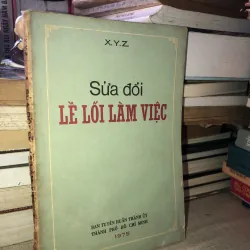 X.Y.Z.
Sửa đổi
LỀ LỐI LÀM VIỆC
BAN TUYÊN HUẤN THÀNH ỦY
THÀNH PHỐ HỒ CHÍ MINH
1975